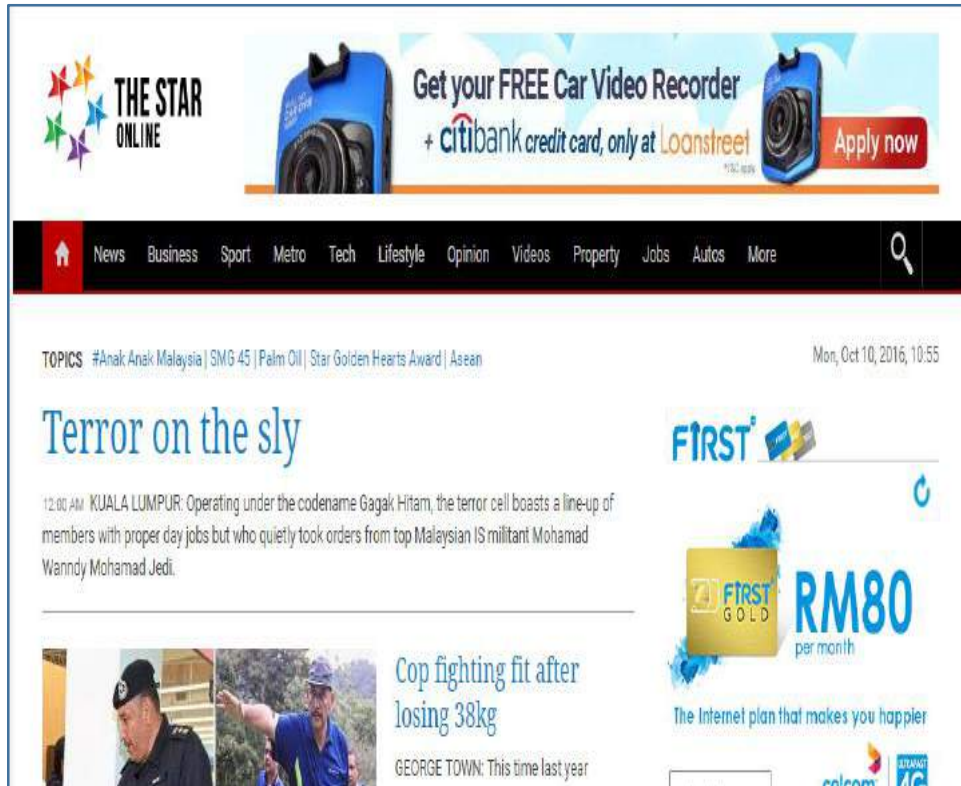 THE STAR
ONLINE
Get your FREE Car Video Recorder
+ citibank credit card, only at Loanstreet
Apply now
News Business Sport Metro Tech Lifestyle Opinion Videos Property Jobs Autos More
TOPICS #Anak Anak Malaysia | SMG 45 | Palm Oil | Star Golden Hearts Award | Asean
Mon, Oct 10, 2016, 10:55
Terror on the sly
12:00 AM KUALA LUMPUR: Operating under the codename Gagak Hitam, the terror cell boasts a line-up of
members with proper day jobs but who quietly took orders from top Malaysian IS militant Mohamad
Wanndy Mohamad Jedi.
Cop fighting fit after
losing 38kg
GEORGE TOWN: This time last year
FIRST
FIRST
GOLD
RM80
per month
The Internet plan that makes you happier
celcom
4G